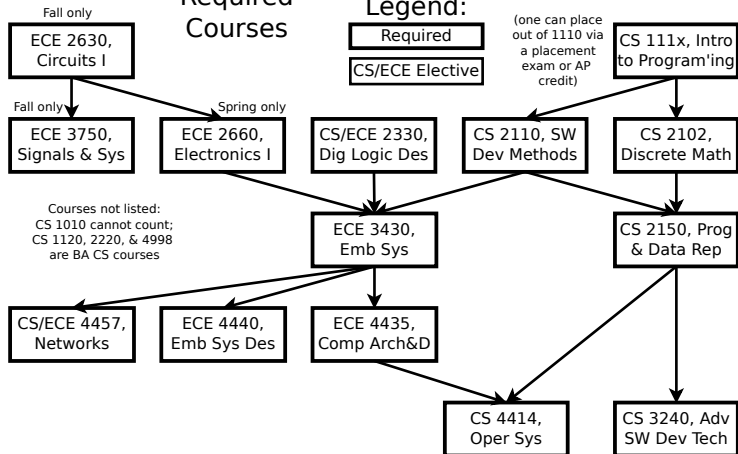 Required
Courses
Legend:
Required
CS/ECE Elective
(one can place
out of 1110 via
a placement
exam or AP
credit)
Fall only
ECE 2630,
Circuits I
CS 111x, Intro
to Program'ing
Fall only
ECE 3750,
Signals & Sys
Spring only
ECE 2660,
Electronics I
CS/ECE 2330,
Dig Logic Des
CS 2110, SW
Dev Methods
CS 2102,
Discrete Math
Courses not listed:
CS 1010 cannot count;
CS 1120, 2220, & 4998
are BA CS courses
ECE 3430,
Emb Sys
CS 2150, Prog
& Data Rep
CS/ECE 4457,
Networks
ECE 4440,
Emb Sys Des
ECE 4435,
Comp Arch&D
CS 4414,
Oper Sys
CS 3240, Adv
SW Dev Tech